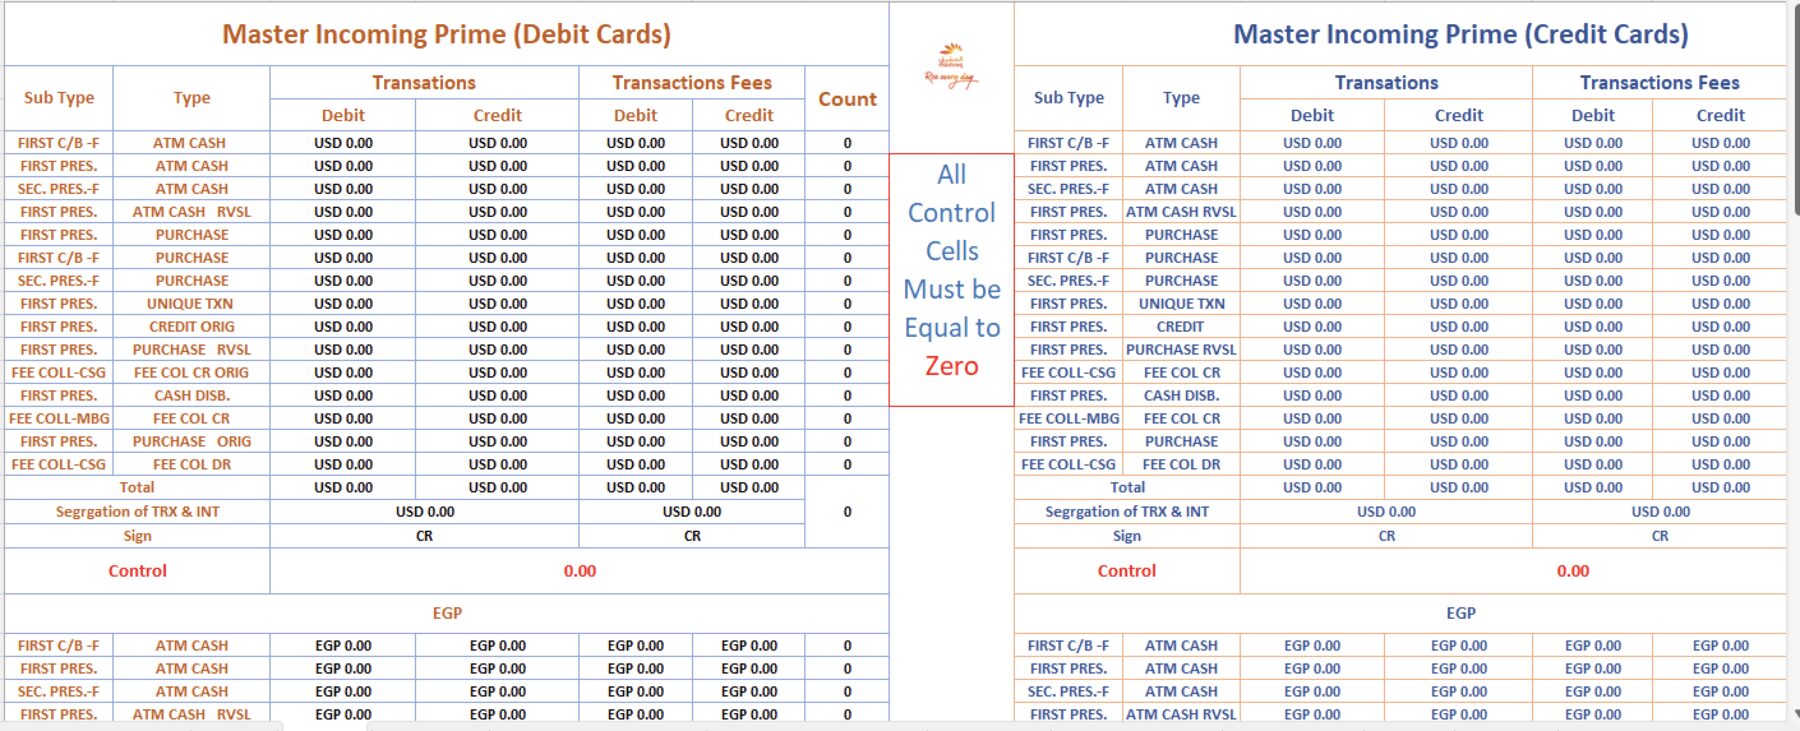 Master Incoming Prime (Debit Cards)
Sub Type Type Transations Transactions Fees Count
Debit Credit Debit Credit
FIRST C/B -F ATM CASH USD 0.00 USD 0.00 USD 0.00 USD 0.00 0
FIRST PRES. ATM CASH USD 0.00 USD 0.00 USD 0.00 USD 0.00 0
SEC. PRES.-F ATM CASH USD 0.00 USD 0.00 USD 0.00 USD 0.00 0
FIRST PRES. ATM CASH RVSL USD 0.00 USD 0.00 USD 0.00 USD 0.00 0
FIRST PRES. PURCHASE USD 0.00 USD 0.00 USD 0.00 USD 0.00 0
FIRST C/B -F PURCHASE USD 0.00 USD 0.00 USD 0.00 USD 0.00 0
SEC. PRES.-F PURCHASE USD 0.00 USD 0.00 USD 0.00 USD 0.00 0
FIRST PRES. UNIQUE TXN USD 0.00 USD 0.00 USD 0.00 USD 0.00 0
FIRST PRES. CREDIT ORIG USD 0.00 USD 0.00 USD 0.00 USD 0.00 0
FIRST PRES. PURCHASE RVSL USD 0.00 USD 0.00 USD 0.00 USD 0.00 0
FEE COLL-CSG FEE COL CR ORIG USD 0.00 USD 0.00 USD 0.00 USD 0.00 0
FIRST PRES. CASH DISB. USD 0.00 USD 0.00 USD 0.00 USD 0.00 0
FEE COLL-MBG FEE COL CR USD 0.00 USD 0.00 USD 0.00 USD 0.00 0
FIRST PRES. PURCHASE ORIG USD 0.00 USD 0.00 USD 0.00 USD 0.00 0
FEE COLL-CSG FEE COL DR USD 0.00 USD 0.00 USD 0.00 USD 0.00 0
Total USD 0.00 USD 0.00 USD 0.00 USD 0.00
Segrgation of TRX & INT USD 0.00 USD 0.00 0
Sign CR CR
Control 0.00
EGP
FIRST C/B -F ATM CASH EGP 0.00 EGP 0.00 EGP 0.00 EGP 0.00 0
FIRST PRES. ATM CASH EGP 0.00 EGP 0.00 EGP 0.00 EGP 0.00 0
SEC. PRES.-F ATM CASH EGP 0.00 EGP 0.00 EGP 0.00 EGP 0.00 0
FIRST PRES. ATM CASH RVSL EGP 0.00 EGP 0.00 EGP 0.00 EGP 0.00 0
Rise every day
All
Control
Cells
Must be
Equal to
Zero
Master Incoming Prime (Credit Cards)
Sub Type Type Transations Transactions Fees
Debit Credit Debit Credit
FIRST C/B -F ATM CASH USD 0.00 USD 0.00 USD 0.00 USD 0.00
FIRST PRES. ATM CASH USD 0.00 USD 0.00 USD 0.00 USD 0.00
SEC. PRES.-F ATM CASH USD 0.00 USD 0.00 USD 0.00 USD 0.00
FIRST PRES. ATM CASH RVSL USD 0.00 USD 0.00 USD 0.00 USD 0.00
FIRST PRES. PURCHASE USD 0.00 USD 0.00 USD 0.00 USD 0.00
FIRST C/B -F PURCHASE USD 0.00 USD 0.00 USD 0.00 USD 0.00
SEC. PRES.-F PURCHASE USD 0.00 USD 0.00 USD 0.00 USD 0.00
FIRST PRES. UNIQUE TXN USD 0.00 USD 0.00 USD 0.00 USD 0.00
FIRST PRES. CREDIT USD 0.00 USD 0.00 USD 0.00 USD 0.00
FIRST PRES. PURCHASE RVSL USD 0.00 USD 0.00 USD 0.00 USD 0.00
FEE COLL-CSG FEE COL CR USD 0.00 USD 0.00 USD 0.00 USD 0.00
FIRST PRES. CASH DISB. USD 0.00 USD 0.00 USD 0.00 USD 0.00
FEE COLL-MBG FEE COL CR USD 0.00 USD 0.00 USD 0.00 USD 0.00
FIRST PRES. PURCHASE USD 0.00 USD 0.00 USD 0.00 USD 0.00
FEE COLL-CSG FEE COL DR USD 0.00 USD 0.00 USD 0.00 USD 0.00
Total USD 0.00 USD 0.00 USD 0.00 USD 0.00
Segrgation of TRX & INT USD 0.00 USD 0.00
Sign CR CR
Control 0.00
EGP
FIRST C/B -F ATM CASH EGP 0.00 EGP 0.00 EGP 0.00 EGP 0.00
FIRST PRES. ATM CASH EGP 0.00 EGP 0.00 EGP 0.00 EGP 0.00
SEC. PRES.-F ATM CASH EGP 0.00 EGP 0.00 EGP 0.00 EGP 0.00
FIRST PRES. ATM CASH RVSL EGP 0.00 EGP 0.00 EGP 0.00 EGP 0.00